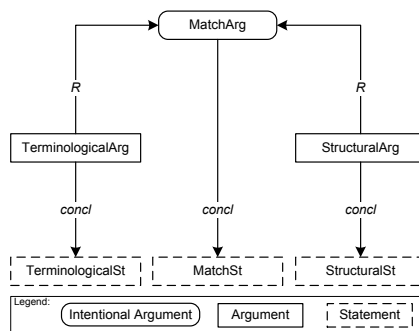 MatchArg
R
R
TerminologicalArg
StructuralArg
concl
concl
concl
TerminologicalSt
MatchSt
StructuralSt
Legend:
Intentional Argument
Argument
Statement